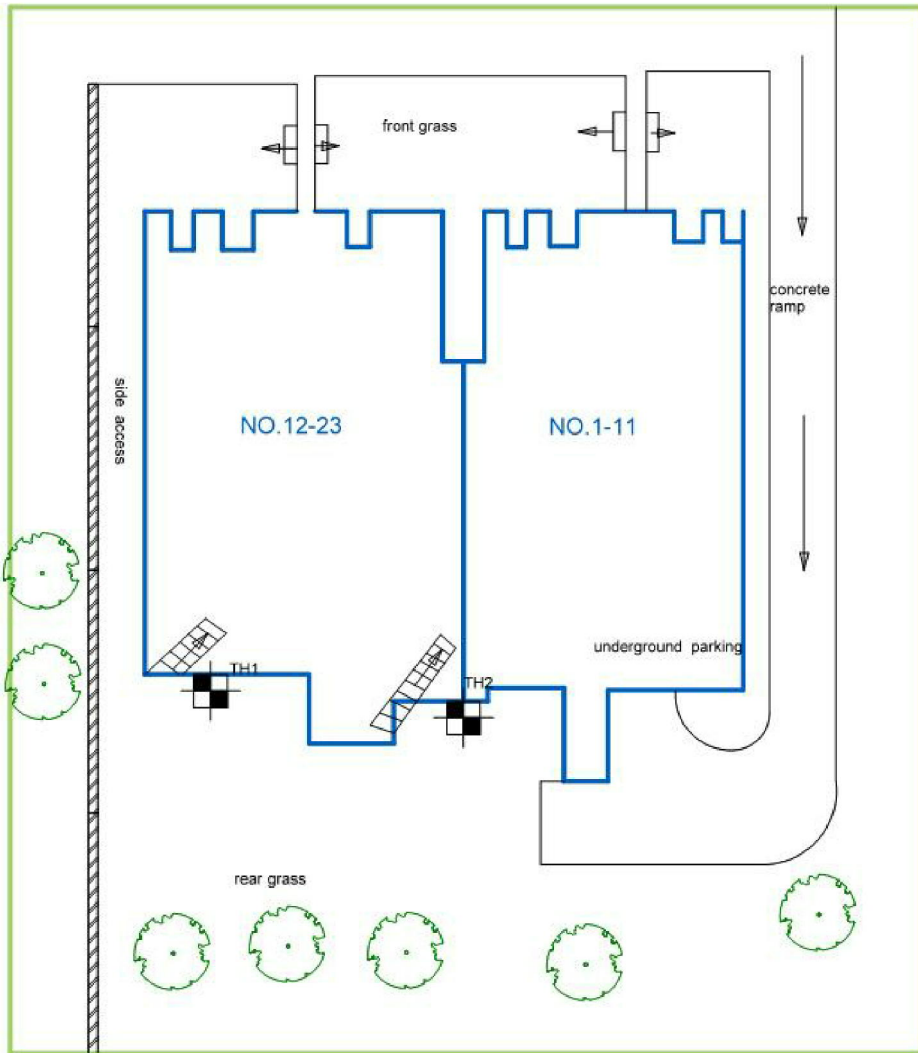 front grass
concrete
ramp
side access
NO.12-23
NO.1-11
underground parking
TH1
TH2
rear grass